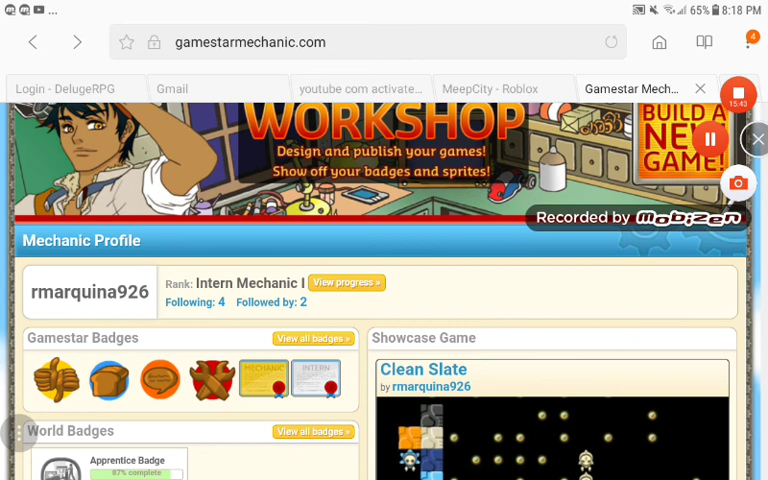 ... 65% 8:18 PM
gamestarmechanic.com
4
Login - DelugeRPG
Gmail
youtube com activate...
MeepCity - Roblox
Gamestar Mech...
15:43
WORKSHOP
Design and publish your games!
Show off your badges and sprites!
BUILD A
NEW
GAME!
Recorded by mobizen
Mechanic Profile
rmarquina926
Rank: Intern Mechanic I View progress »
Following: 4 Followed by: 2
Gamestar Badges
View all badges »
MECHANIC
INTERN
World Badges
View all badges »
Apprentice Badge
87% complete
Showcase Game
Clean Slate
by rmarquina926